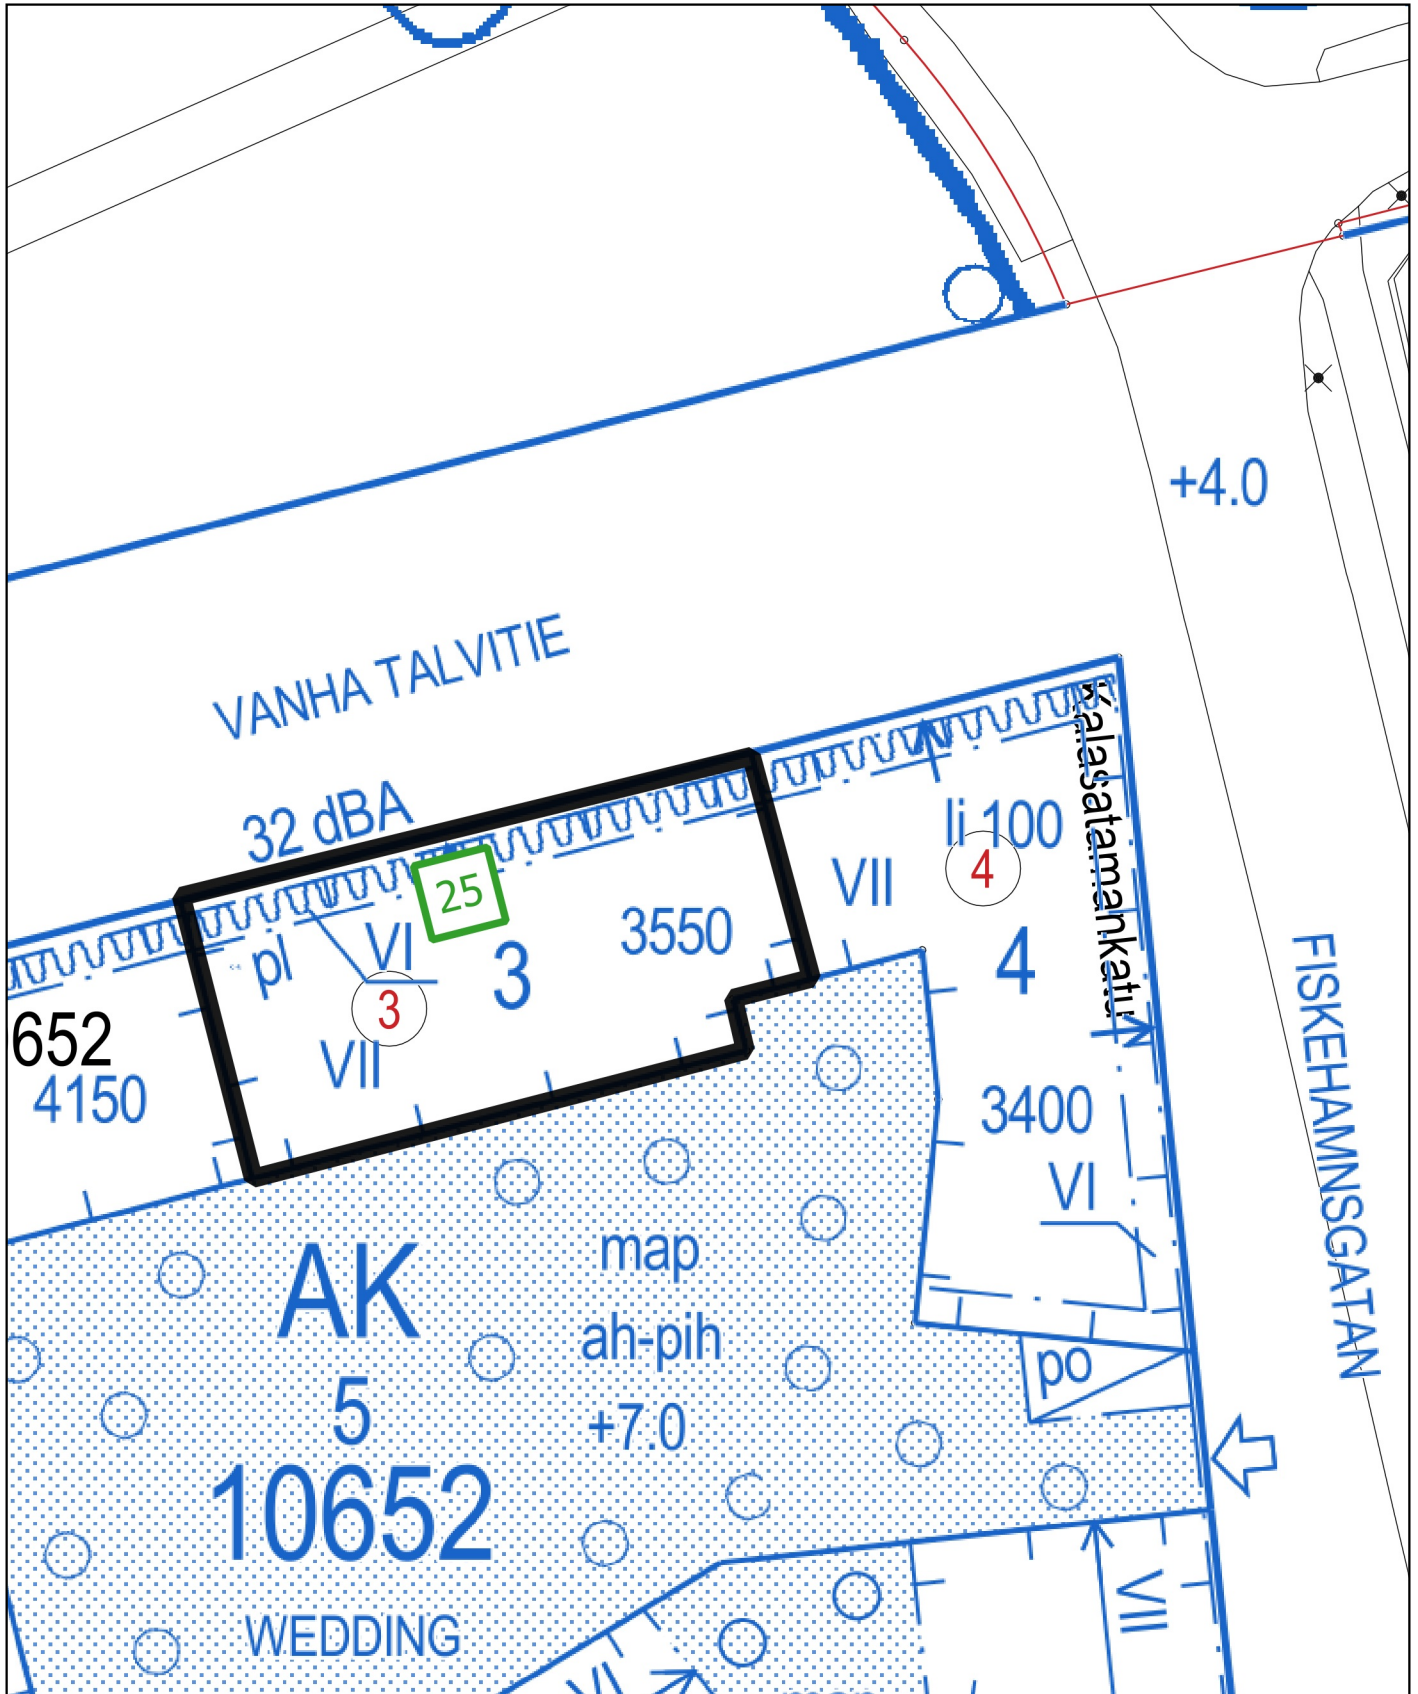 +4.0
VANHA TALVITIE
32 dBA
li 100
Kalasatamankatu
VII
4
25
3550
pl
VI
3
4
3
FISKEHAMNSGATAN
652
VII
4150
3400
VI
map
AK
ah-pih
po
5
+7.0
10652
VII
WEDDING
VI